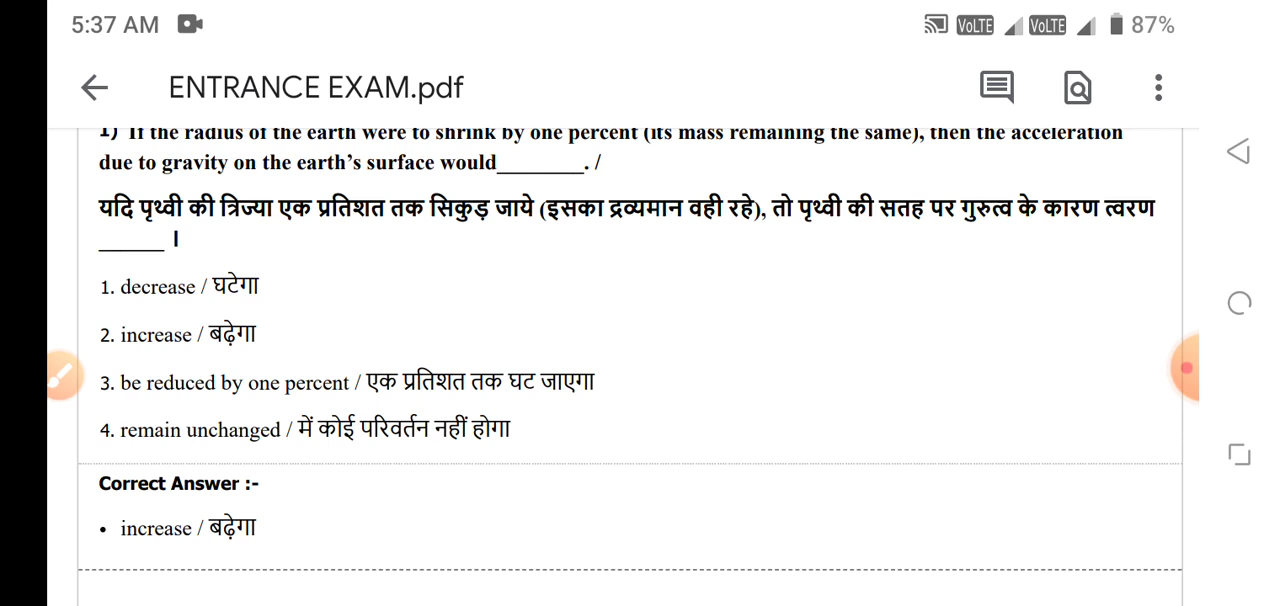 5:37 AM VoLTE VoLTE 87%
ENTRANCE EXAM.pdf
1) If the radius of the earth were to shrink by one percent (its mass remaining the same), then the acceleration
due to gravity on the earth's surface would________. /
यदि पृथ्वी की त्रिज्या एक प्रतिशत तक सिकुड़ जाये (इसका द्रव्यमान वही रहे), तो पृथ्वी की सतह पर गुरुत्व के कारण त्वरण
______ ।
1. decrease / घटेगा
2. increase / बढ़ेगा
3. be reduced by one percent / एक प्रतिशत तक घट जाएगा
4. remain unchanged / में कोई परिवर्तन नहीं होगा
Correct Answer :-
• increase / बढ़ेगा